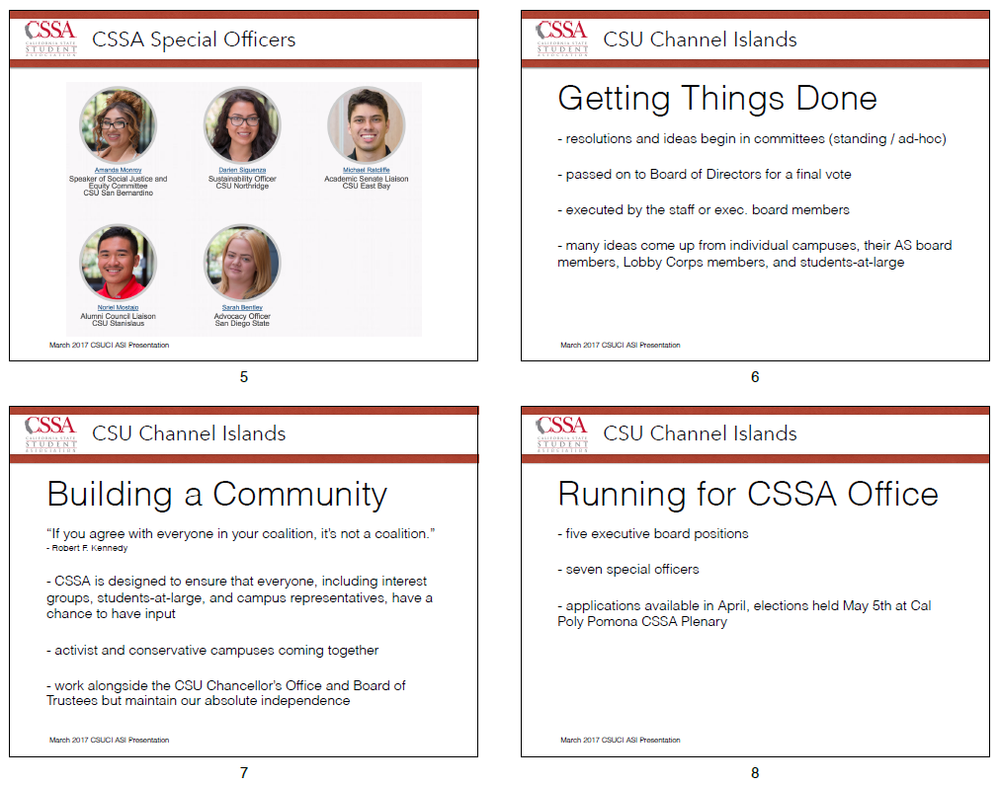 CSSA
CALIFORNIA STATE
STUDENT
ASSOCIATION
CSSA Special Officers
Amanda Monroy
Speaker of Social Justice and
Equity Committee
CSU San Bernardino
Darien Siguenza
Sustainability Officer
CSU Northridge
Michael Ratcliffe
Academic Senate Liaison
CSU East Bay
Noriel Mostajo
Alumni Council Liaison
CSU Stanislaus
Sarah Bentley
Advocacy Officer
San Diego State
March 2017 CSUCI ASI Presentation
5
CSSA
CALIFORNIA STATE
STUDENT
ASSOCIATION
CSU Channel Islands
Getting Things Done
- resolutions and ideas begin in committees (standing / ad-hoc)
- passed on to Board of Directors for a final vote
- executed by the staff or exec. board members
- many ideas come up from individual campuses, their AS board
members, Lobby Corps members, and students-at-large
March 2017 CSUCI ASI Presentation
6
CSSA
CALIFORNIA STATE
STUDENT
ASSOCIATION
CSU Channel Islands
Building a Community
“If you agree with everyone in your coalition, it’s not a coalition.”
- Robert F. Kennedy
- CSSA is designed to ensure that everyone, including interest
groups, students-at-large, and campus representatives, have a
chance to have input
- activist and conservative campuses coming together
- work alongside the CSU Chancellor’s Office and Board of
Trustees but maintain our absolute independence
March 2017 CSUCI ASI Presentation
7
CSSA
CALIFORNIA STATE
STUDENT
ASSOCIATION
CSU Channel Islands
Running for CSSA Office
- five executive board positions
- seven special officers
- applications available in April, elections held May 5th at Cal
Poly Pomona CSSA Plenary
March 2017 CSUCI ASI Presentation
8